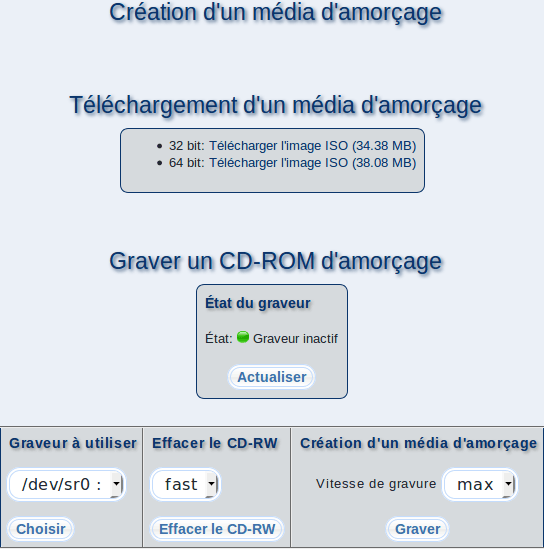 Création d'un média d'amorçage
Téléchargement d'un média d'amorçage
32 bit: Télécharger l'image ISO (34.38 MB)
64 bit: Télécharger l'image ISO (38.08 MB)
Graver un CD-ROM d'amorçage
État du graveur
État: Graveur inactif
Actualiser
Graveur à utiliser
/dev/sr0 :
Choisir
Effacer le CD-RW
fast
Effacer le CD-RW
Création d'un média d'amorçage
Vitesse de gravure max
Graver